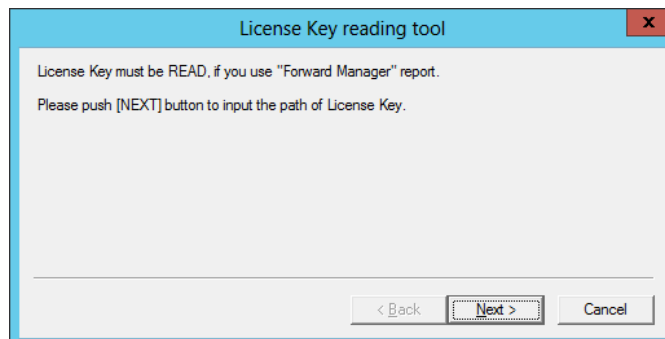 License Key reading tool
x
License Key must be READ, if you use "Forward Manager" report.
Please push [NEXT] button to input the path of License Key.
< Back
Next >
Cancel